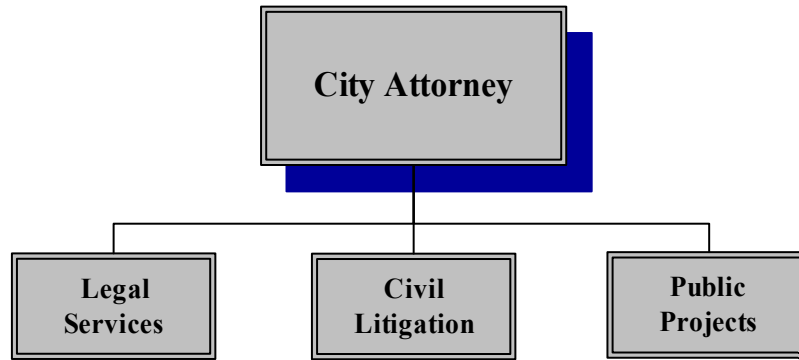 City Attorney
Legal
Services
Civil
Litigation
Public
Projects